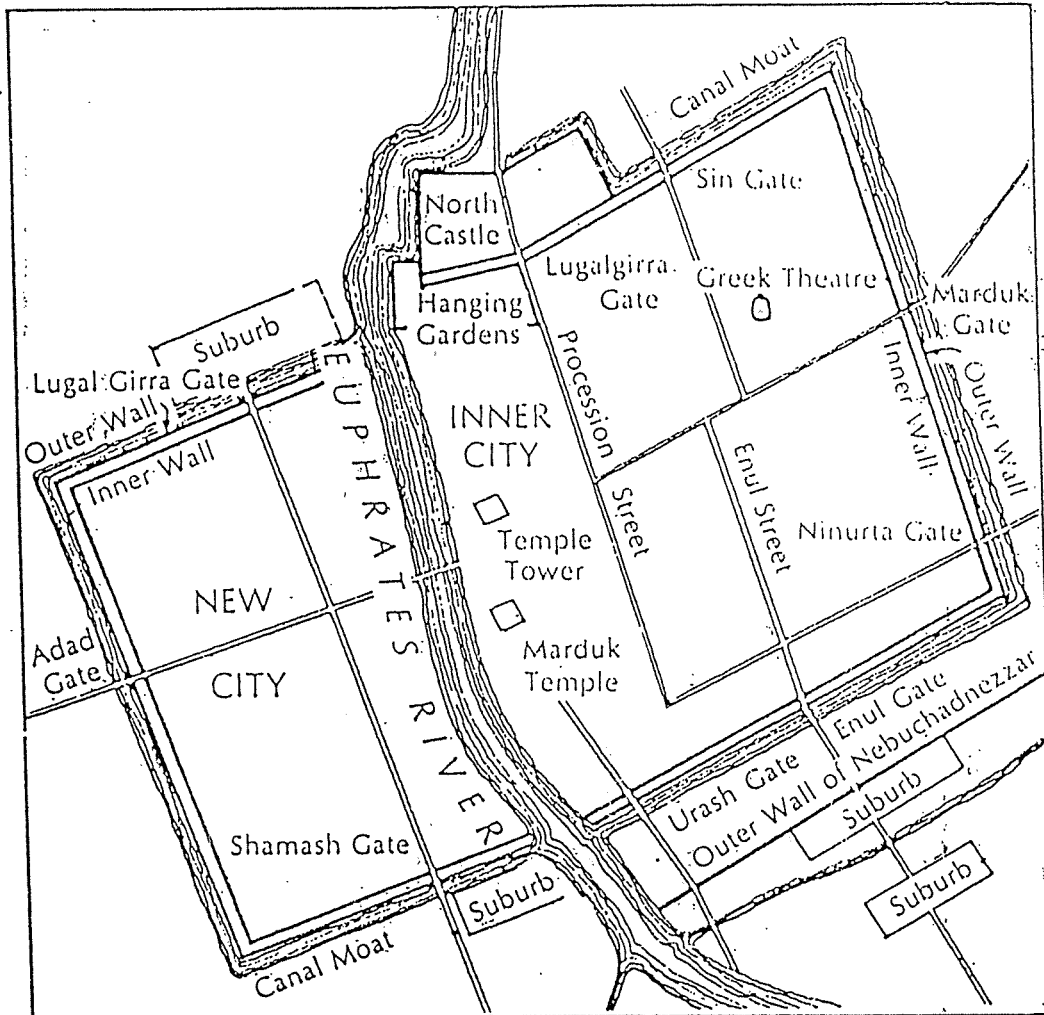 Canal Moat
Sin Gate
North
Castle
Lugalgirra
Gate
Greek Theatre
Marduk
Gate
Hanging
Gardens
Suburb
Lugal Girra Gate
Outer Wall
Inner Wall
EUPHRATES RIVER
INNER
CITY
Procession
Street
Inner Wall
Outer Wall
Enul Street
Ninurta Gate
Temple
Tower
NEW
CITY
Adad
Gate
Marduk
Temple
Enul Gate
Urash Gate
Outer Wall of Nebuchadnezzar
Suburb
Shamash Gate
Suburb
Suburb
Canal Moat